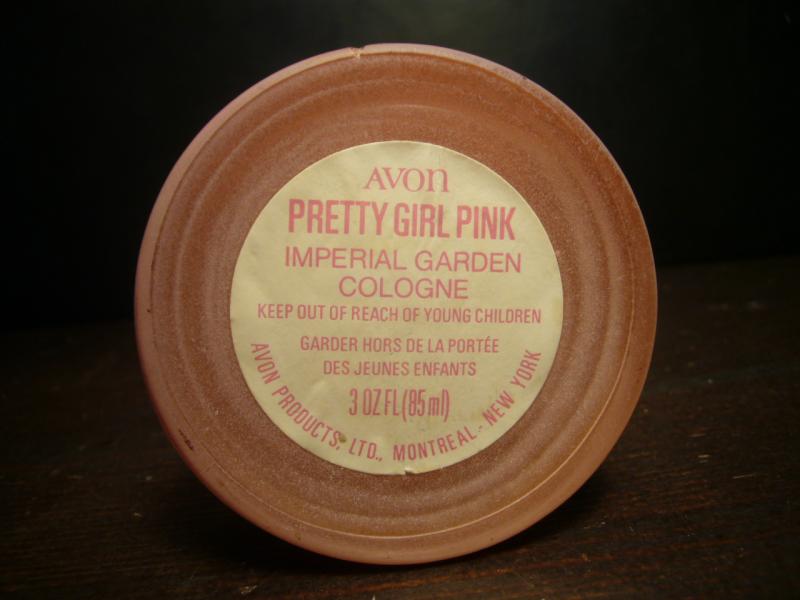 AVON
PRETTY GIRL PINK
IMPERIAL GARDEN
COLOGNE
KEEP OUT OF REACH OF YOUNG CHILDREN
GARDER HORS DE LA PORTÉE
DES JEUNES ENFANTS
3 OZ FL (85 ml)
AVON PRODUCTS, LTD., MONTREAL - NEW YORK